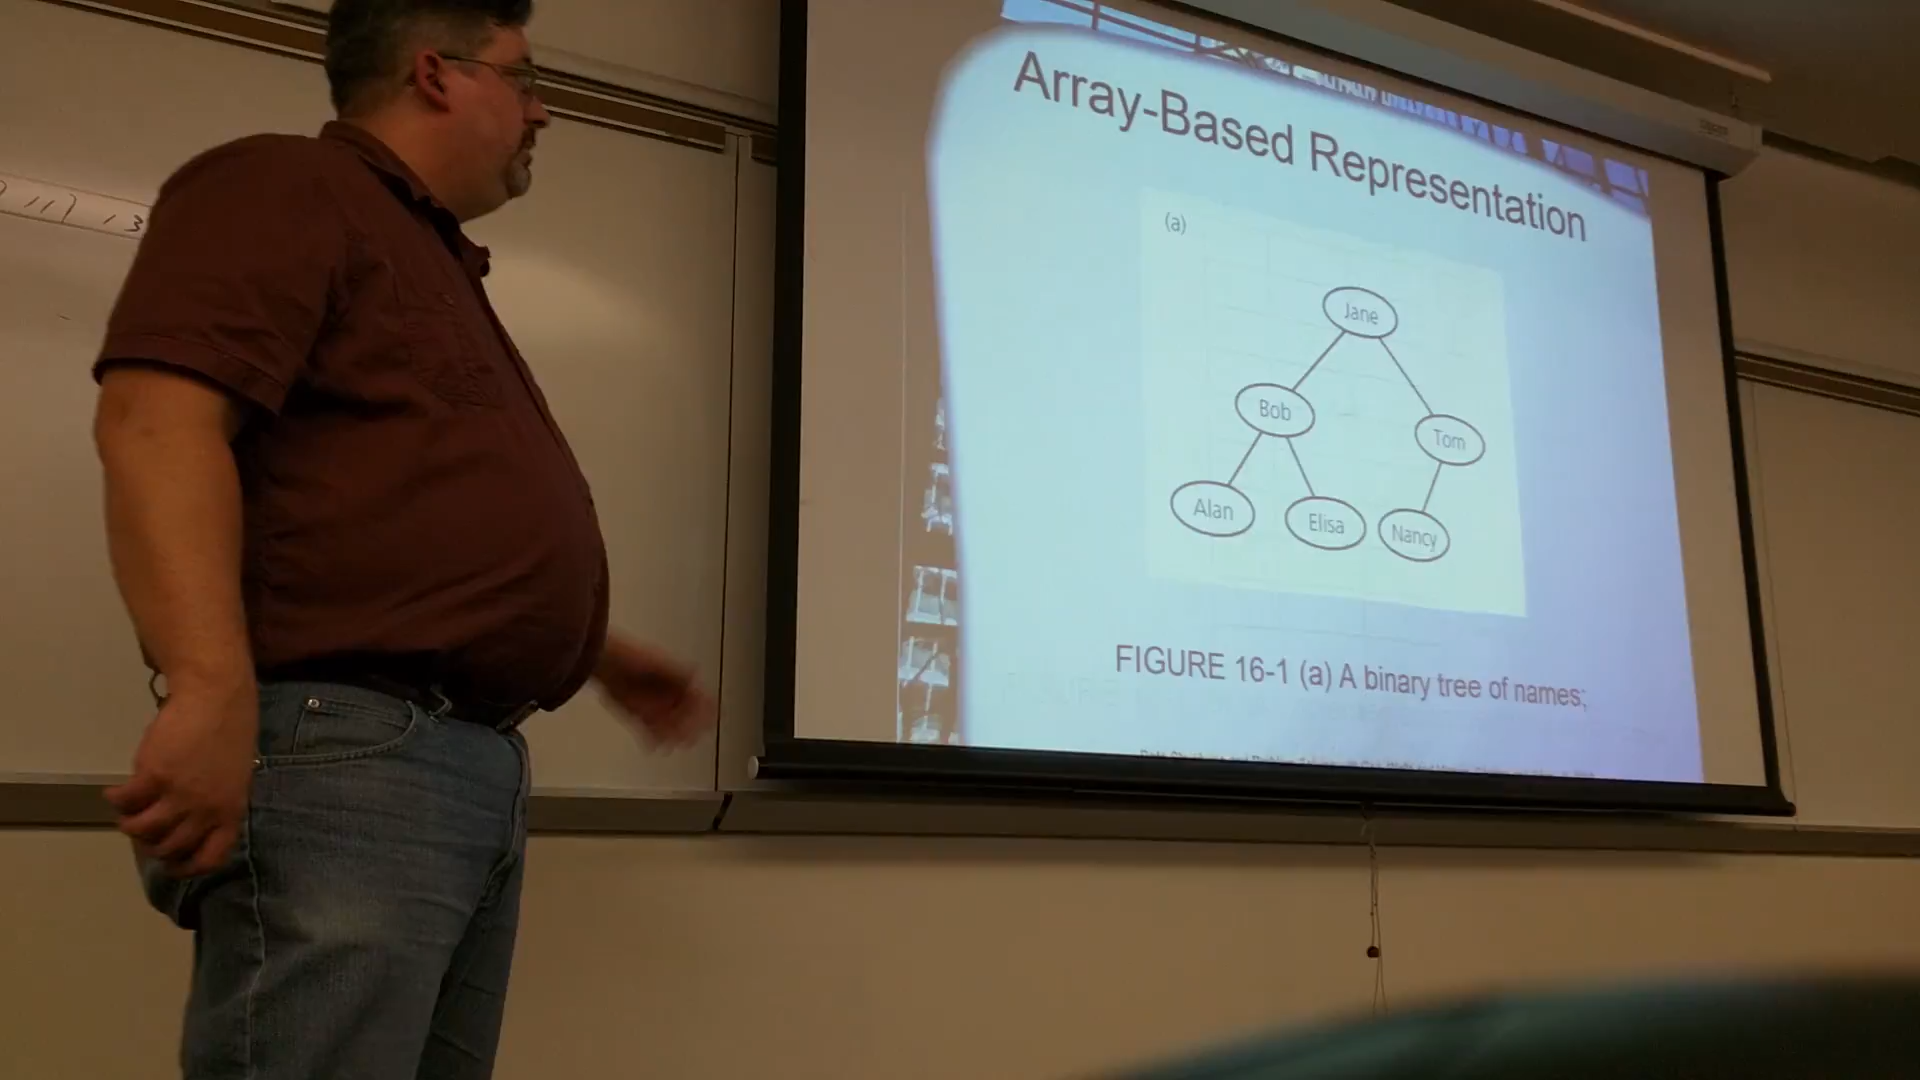 Array-Based Representation
(a)
Jane
Bob
Tom
Alan
Elisa
Nancy
FIGURE 16-1 (a) A binary tree of names;